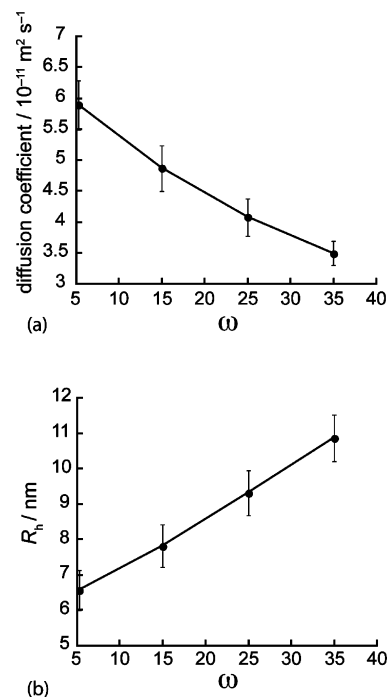 7
6.5
6
5.5
5
4.5
4
3.5
3
diffusion coefficient / 10⁻¹¹ m² s⁻¹
5 10 15 20 25 30 35 40
(a)
ω
12
11
10
9
8
7
6
5
Rₕ / nm
5 10 15 20 25 30 35 40
(b)
ω